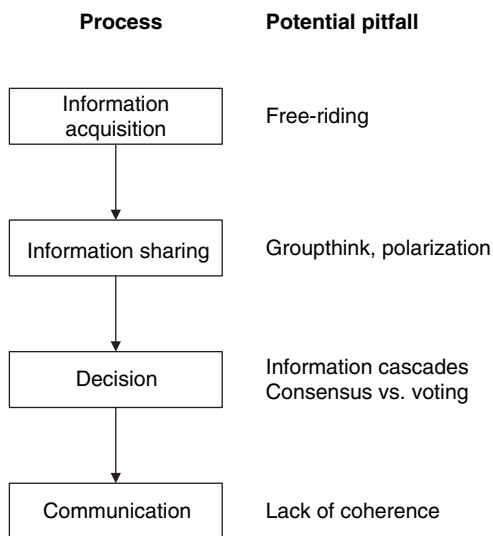 Process Potential pitfall
Information
acquisition
Free-riding
Information sharing Groupthink, polarization
Decision
Information cascades
Consensus vs. voting
Communication Lack of coherence